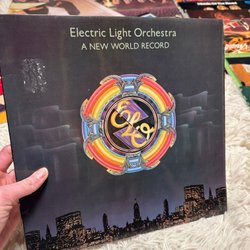 Electric Light Orchestra
A NEW WORLD RECORD
ELO